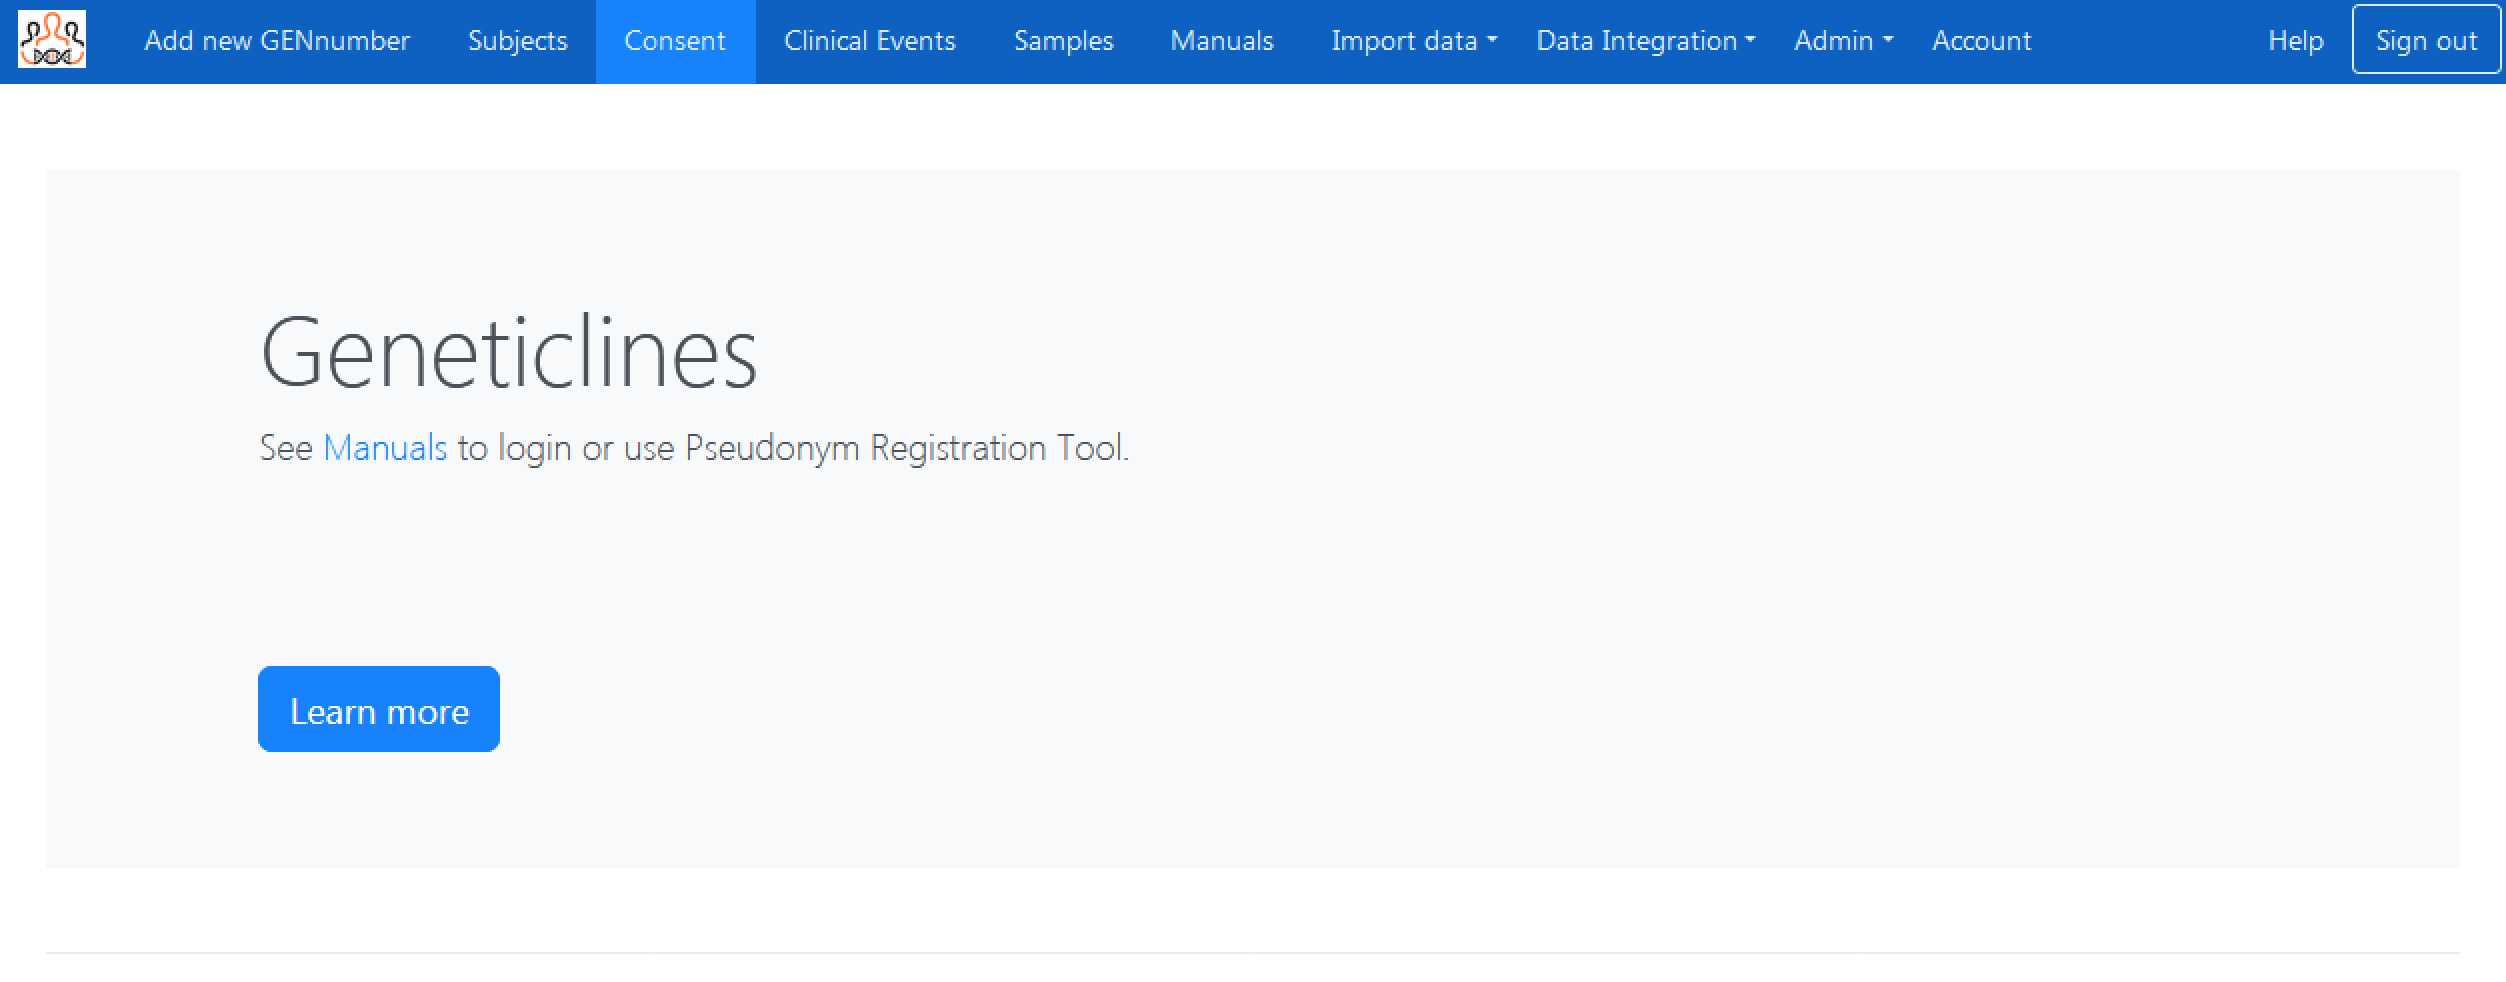 Add new GENnumber Subjects Consent Clinical Events Samples Manuals Import data Data Integration Admin Account Help Sign out
Geneticlines
See Manuals to login or use Pseudonym Registration Tool.
Learn more